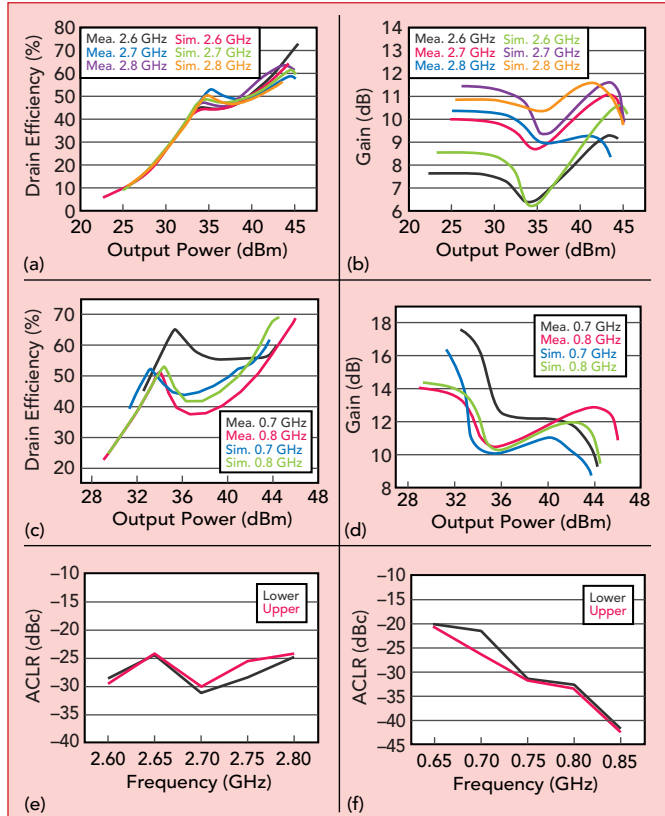 Drain Efficiency (%)
80
70
60
50
40
30
20
10
0
Mea. 2.6 GHz Sim. 2.6 GHz
Mea. 2.7 GHz Sim. 2.7 GHz
Mea. 2.8 GHz Sim. 2.8 GHz
20 25 30 35 40 45
Output Power (dBm)
(a)
Gain (dB)
14
13
12
11
10
9
8
7
6
Mea. 2.6 GHz Sim. 2.6 GHz
Mea. 2.7 GHz Sim. 2.7 GHz
Mea. 2.8 GHz Sim. 2.8 GHz
21 25 29 33 37 41 45
Output Power (dBm)
(b)
Drain Efficiency (%)
70
60
50
40
30
20
Mea. 0.7 GHz
Mea. 0.8 GHz
Sim. 0.7 GHz
Sim. 0.8 GHz
28 32 36 40 44 48
Output Power (dBm)
(c)
Gain (dB)
18
16
14
12
10
8
Mea. 0.7 GHz
Mea. 0.8 GHz
Sim. 0.7 GHz
Sim. 0.8 GHz
28 32 36 40 44 48
Output Power (dBm)
(d)
ACLR (dBc)
–10
–15
–20
–25
–30
–35
–40
Lower
Upper
2.60 2.65 2.70 2.75 2.80
Frequency (GHz)
(e)
ACLR (dBc)
–10
–15
–20
–25
–30
–35
–40
–45
Lower
Upper
0.65 0.70 0.75 0.80 0.85
Frequency (GHz)
(f)